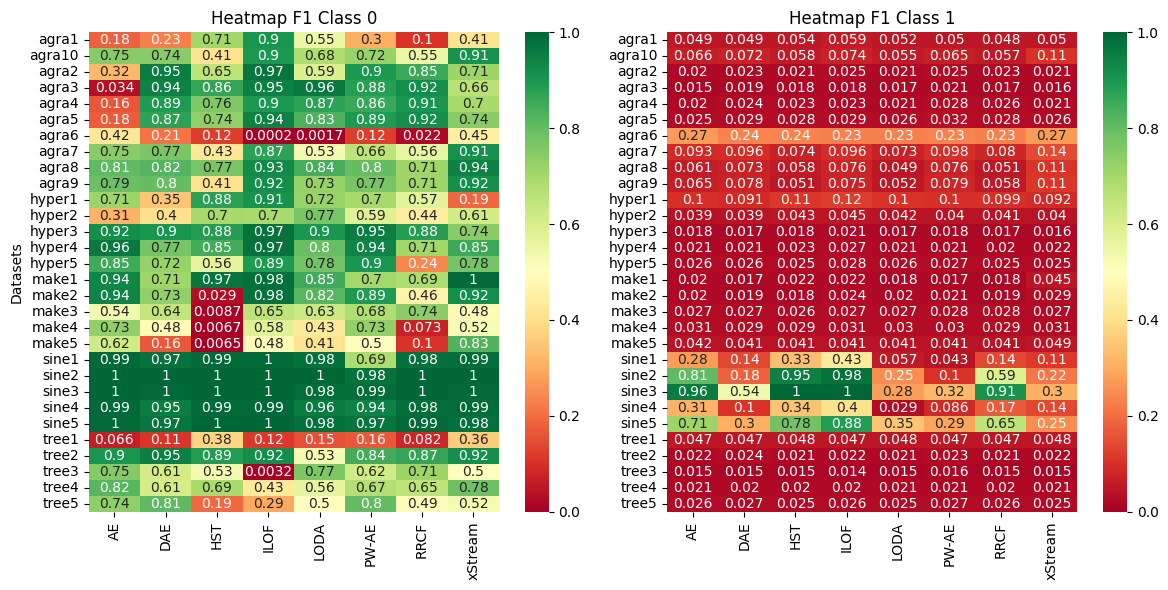 Heatmap F1 Class 0
Datasets
agra1 0.18 0.23 0.71 0.9 0.55 0.3 0.1 0.41
agra10 0.75 0.74 0.41 0.9 0.68 0.72 0.55 0.91
agra2 0.32 0.95 0.65 0.97 0.59 0.9 0.85 0.71
agra3 0.034 0.94 0.86 0.95 0.96 0.88 0.92 0.66
agra4 0.16 0.89 0.76 0.9 0.87 0.86 0.91 0.7
agra5 0.18 0.87 0.74 0.94 0.83 0.89 0.92 0.74
agra6 0.42 0.21 0.12 0.0002 0.0017 0.12 0.022 0.45
agra7 0.75 0.77 0.43 0.87 0.53 0.66 0.56 0.91
agra8 0.81 0.82 0.77 0.93 0.84 0.8 0.71 0.94
agra9 0.79 0.8 0.41 0.92 0.73 0.77 0.71 0.92
hyper1 0.71 0.35 0.88 0.91 0.72 0.7 0.57 0.19
hyper2 0.31 0.4 0.7 0.7 0.77 0.59 0.44 0.61
hyper3 0.92 0.9 0.88 0.97 0.9 0.95 0.88 0.74
hyper4 0.96 0.77 0.85 0.97 0.8 0.94 0.71 0.85
hyper5 0.85 0.72 0.56 0.89 0.78 0.9 0.24 0.78
make1 0.94 0.71 0.97 0.98 0.85 0.7 0.69 1
make2 0.94 0.73 0.029 0.98 0.82 0.89 0.46 0.92
make3 0.54 0.64 0.0087 0.65 0.63 0.68 0.74 0.48
make4 0.73 0.48 0.0067 0.58 0.43 0.73 0.073 0.52
make5 0.62 0.16 0.0065 0.48 0.41 0.5 0.1 0.83
sine1 0.99 0.97 0.99 1 0.98 0.69 0.98 0.99
sine2 1 1 1 1 1 0.98 1 1
sine3 1 1 1 1 0.98 0.99 1 1
sine4 0.99 0.95 0.99 0.99 0.96 0.94 0.98 0.99
sine5 1 0.97 1 1 0.98 0.97 0.99 0.98
tree1 0.066 0.11 0.38 0.12 0.15 0.16 0.082 0.36
tree2 0.9 0.95 0.89 0.92 0.53 0.84 0.87 0.92
tree3 0.75 0.61 0.53 0.0032 0.77 0.62 0.71 0.5
tree4 0.82 0.61 0.69 0.43 0.56 0.67 0.65 0.78
tree5 0.74 0.81 0.19 0.29 0.5 0.8 0.49 0.52
AE DAE HST ILOF LODA PW-AE RRCF xStream
1.0
0.8
0.6
0.4
0.2
0.0
Heatmap F1 Class 1
agra1 0.049 0.049 0.054 0.059 0.052 0.05 0.048 0.05
agra10 0.066 0.072 0.058 0.074 0.055 0.065 0.057 0.11
agra2 0.02 0.023 0.021 0.025 0.021 0.025 0.023 0.021
agra3 0.015 0.019 0.018 0.018 0.017 0.021 0.017 0.016
agra4 0.02 0.024 0.023 0.023 0.021 0.028 0.026 0.021
agra5 0.025 0.029 0.028 0.028 0.026 0.032 0.028 0.026
agra6 0.27 0.24 0.24 0.23 0.23 0.23 0.23 0.27
agra7 0.093 0.096 0.074 0.096 0.073 0.098 0.08 0.14
agra8 0.061 0.073 0.058 0.076 0.049 0.076 0.051 0.11
agra9 0.065 0.078 0.051 0.075 0.052 0.079 0.058 0.11
hyper1 0.1 0.091 0.11 0.12 0.1 0.1 0.099 0.092
hyper2 0.039 0.039 0.043 0.045 0.042 0.04 0.041 0.04
hyper3 0.018 0.017 0.018 0.021 0.017 0.018 0.017 0.016
hyper4 0.021 0.021 0.023 0.027 0.021 0.021 0.02 0.022
hyper5 0.026 0.026 0.025 0.028 0.026 0.027 0.025 0.025
make1 0.02 0.017 0.022 0.022 0.018 0.017 0.018 0.045
make2 0.02 0.019 0.018 0.024 0.02 0.021 0.019 0.029
make3 0.027 0.027 0.026 0.027 0.027 0.028 0.028 0.027
make4 0.031 0.029 0.029 0.031 0.03 0.03 0.029 0.031
make5 0.042 0.041 0.041 0.041 0.041 0.041 0.041 0.049
sine1 0.28 0.14 0.33 0.43 0.057 0.043 0.14 0.11
sine2 0.81 0.18 0.95 0.98 0.25 0.1 0.59 0.22
sine3 0.96 0.54 1 1 0.28 0.32 0.91 0.3
sine4 0.31 0.1 0.34 0.4 0.029 0.086 0.17 0.14
sine5 0.71 0.3 0.78 0.88 0.35 0.29 0.65 0.25
tree1 0.047 0.047 0.048 0.047 0.048 0.047 0.047 0.048
tree2 0.022 0.024 0.021 0.022 0.021 0.023 0.022 0.021
tree3 0.015 0.015 0.015 0.014 0.015 0.016 0.015 0.015
tree4 0.021 0.02 0.02 0.02 0.021 0.021 0.02 0.021
tree5 0.026 0.027 0.025 0.026 0.025 0.027 0.026 0.025
AE DAE HST ILOF LODA PW-AE RRCF xStream
1.0
0.8
0.6
0.4
0.2
0.0